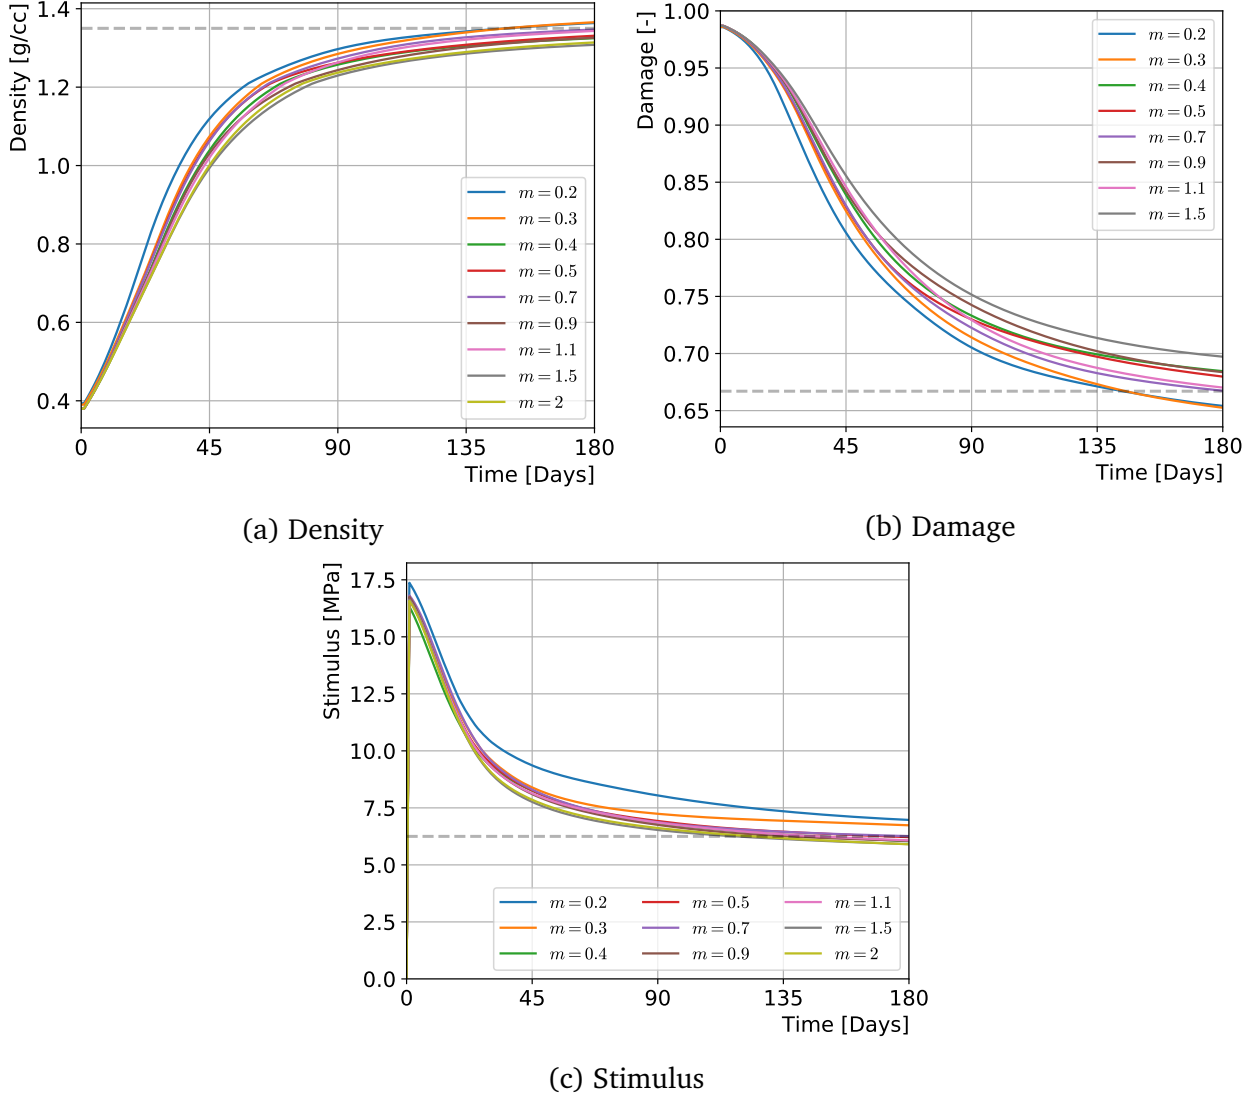 Density [g/cc]
1.4
1.2
1.0
0.8
0.6
0.4
m = 0.2
m = 0.3
m = 0.4
m = 0.5
m = 0.7
m = 0.9
m = 1.1
m = 1.5
m = 2
0 45 90 135 180
Time [Days]
(a) Density
Damage [-]
1.00
0.95
0.90
0.85
0.80
0.75
0.70
0.65
m = 0.2
m = 0.3
m = 0.4
m = 0.5
m = 0.7
m = 0.9
m = 1.1
m = 1.5
0 45 90 135 180
Time [Days]
(b) Damage
Stimulus [MPa]
17.5
15.0
12.5
10.0
7.5
5.0
2.5
0.0
m = 0.2 m = 0.5 m = 1.1
m = 0.3 m = 0.7 m = 1.5
m = 0.4 m = 0.9 m = 2
0 45 90 135 180
Time [Days]
(c) Stimulus